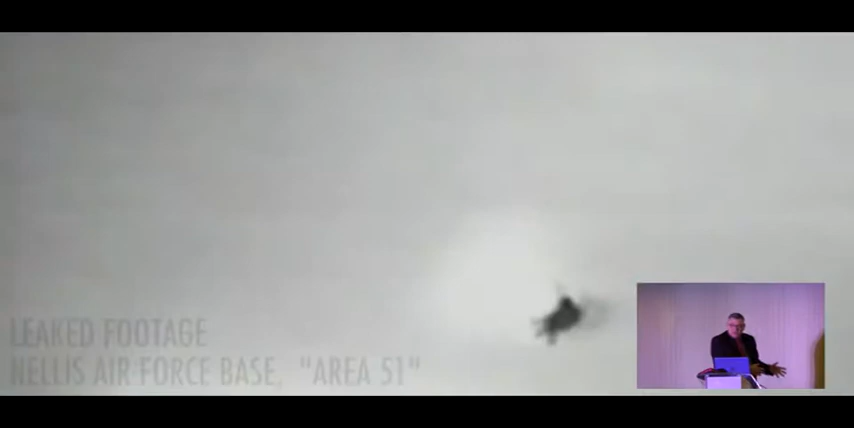 LEAKED FOOTAGE
NELLIS AIR FORCE BASE, "AREA 51"